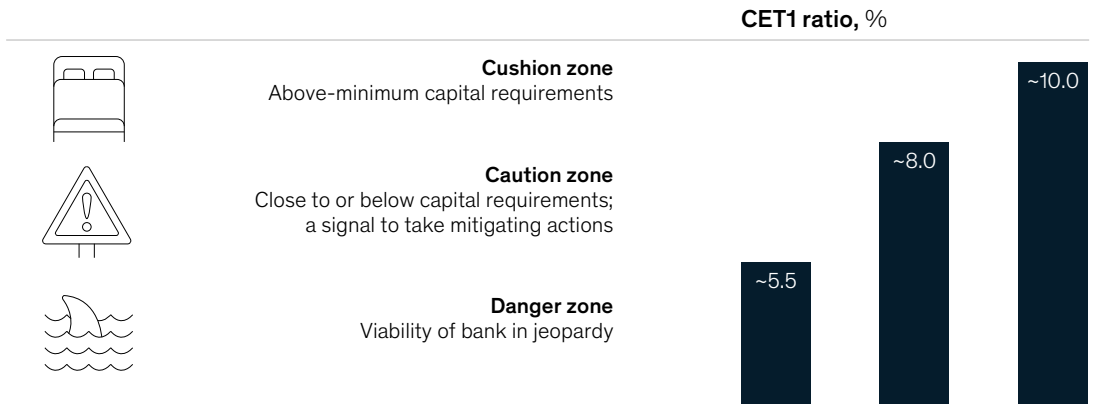 CET1 ratio, %
Cushion zone
Above-minimum capital requirements
~10.0
~8.0
Caution zone
Close to or below capital requirements;
a signal to take mitigating actions
~5.5
Danger zone
Viability of bank in jeopardy